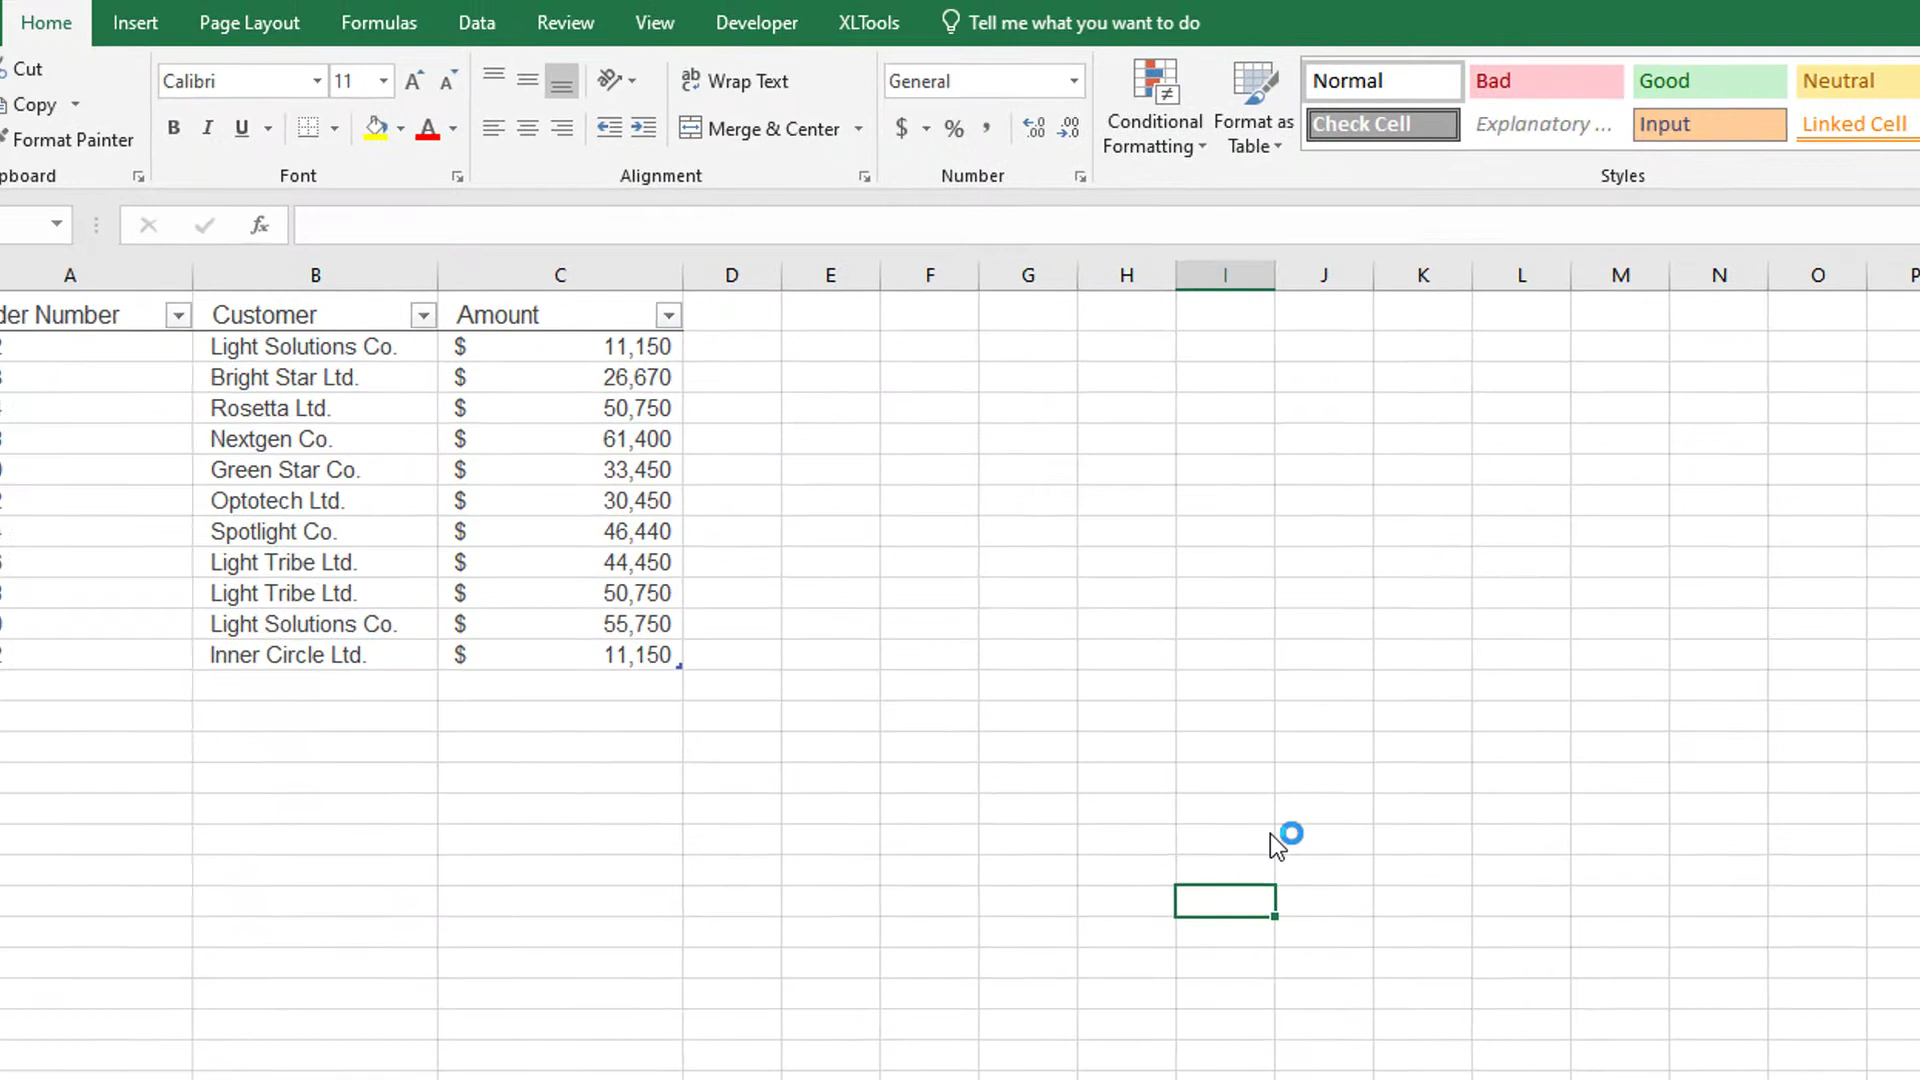 Home Insert Page Layout Formulas Data Review View Developer XLTools Tell me what you want to do
Cut Calibri 11 Wrap Text General Normal Bad Good Neutral
Copy B I U Merge & Center $ % , Conditional Formatting Format as Table Check Cell Explanatory ... Input Linked Cell
Format Painter
pboard Font Alignment Number Styles
fx
A B C D E F G H I J K L M N O P
der Number Customer Amount
Light Solutions Co. $ 11,150
Bright Star Ltd. $ 26,670
Rosetta Ltd. $ 50,750
Nextgen Co. $ 61,400
Green Star Co. $ 33,450
Optotech Ltd. $ 30,450
Spotlight Co. $ 46,440
Light Tribe Ltd. $ 44,450
Light Tribe Ltd. $ 50,750
Light Solutions Co. $ 55,750
Inner Circle Ltd. $ 11,150